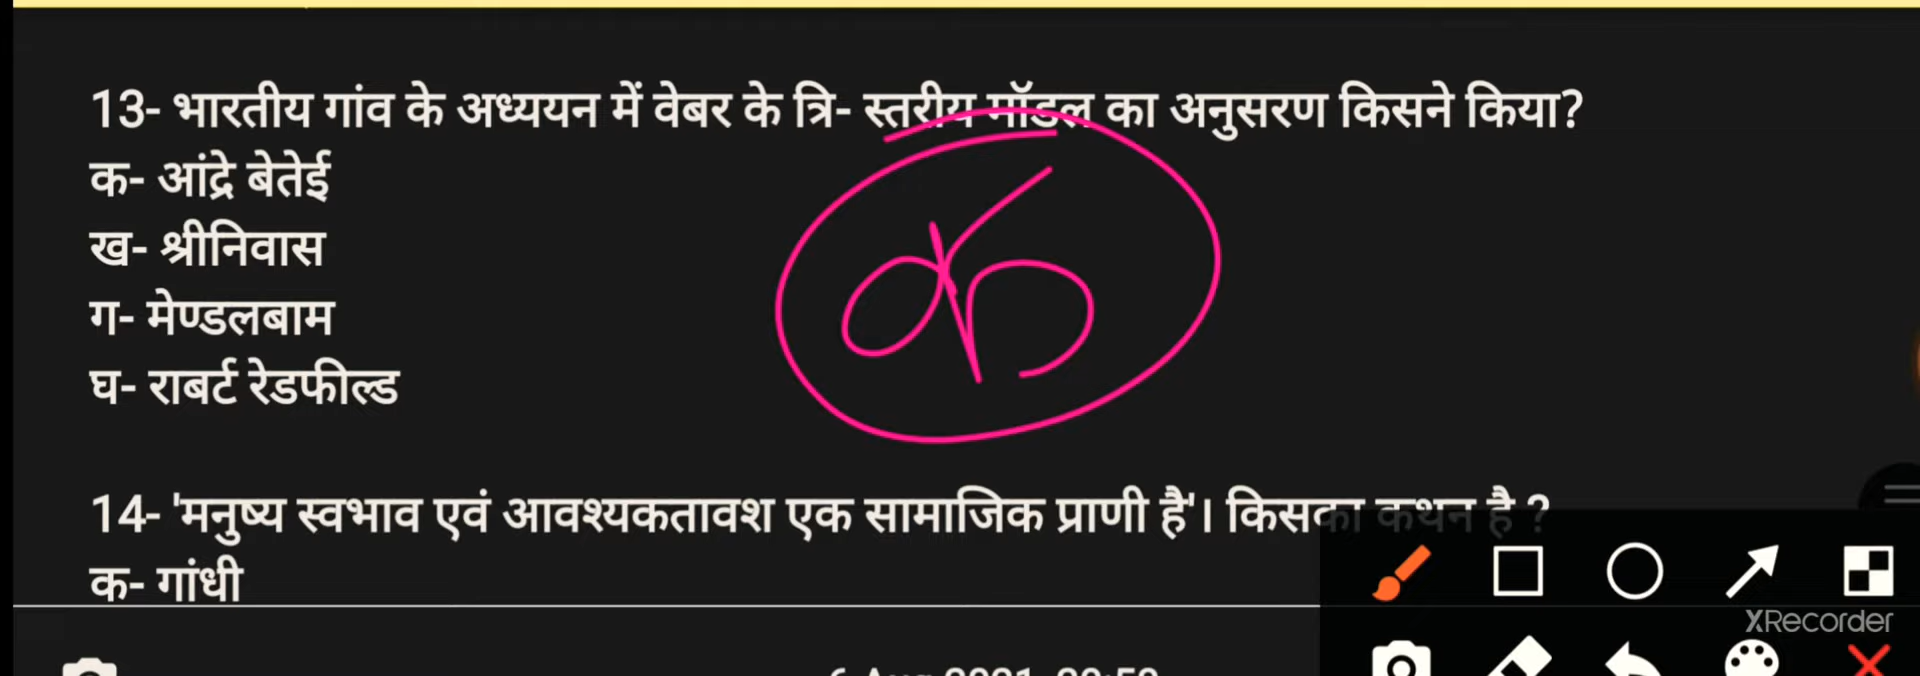 13- भारतीय गांव के अध्ययन में वेबर के त्रि- स्तरीय मॉडल का अनुसरण किसने किया?
क- आंद्रे बेतेई
ख- श्रीनिवास
ग- मेण्डलबाम
घ- राबर्ट रेडफील्ड
क
14- 'मनुष्य स्वभाव एवं आवश्यकतावश एक सामाजिक प्राणी है'। किसका कथन है ?
क- गांधी
XRecorder